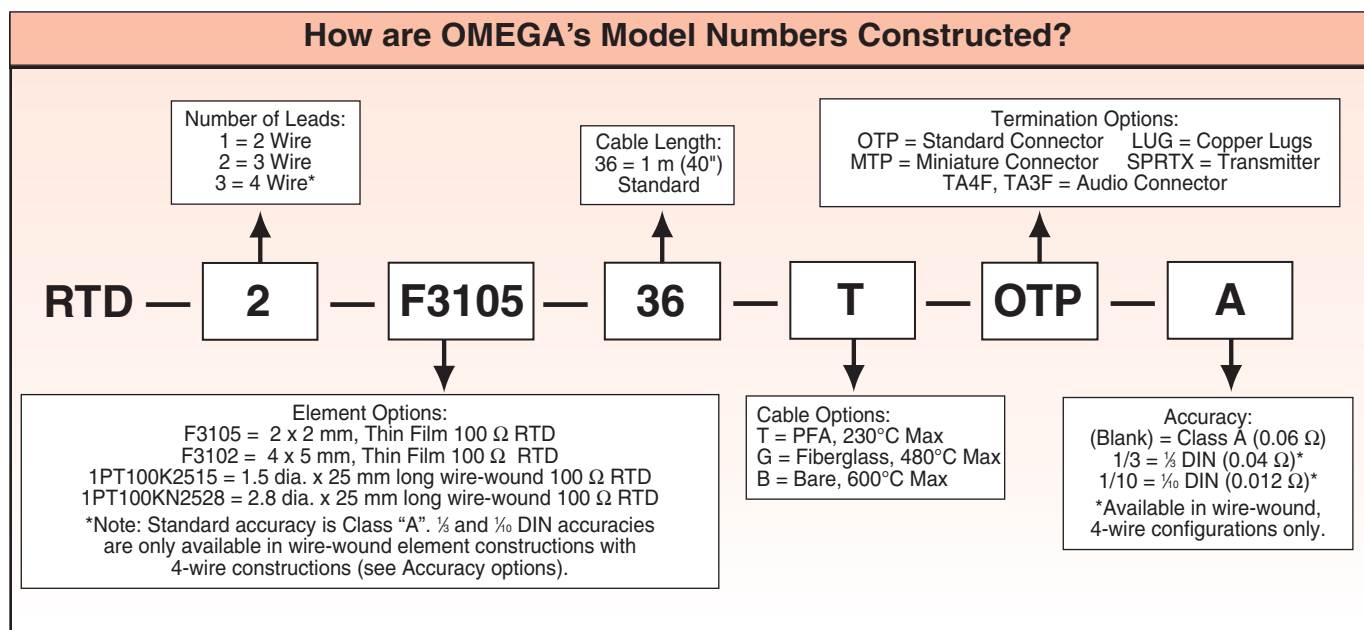 How are OMEGA’s Model Numbers Constructed?
Number of Leads:
1 = 2 Wire
2 = 3 Wire
3 = 4 Wire*
Cable Length:
36 = 1 m (40")
Standard
Termination Options:
OTP = Standard Connector LUG = Copper Lugs
MTP = Miniature Connector SPRTX = Transmitter
TA4F, TA3F = Audio Connector
RTD — 2 — F3105 — 36 — T — OTP — A
Element Options:
F3105 = 2 x 2 mm, Thin Film 100 Ω RTD
F3102 = 4 x 5 mm, Thin Film 100 Ω RTD
1PT100K2515 = 1.5 dia. x 25 mm long wire-wound 100 Ω RTD
1PT100KN2528 = 2.8 dia. x 25 mm long wire-wound 100 Ω RTD
*Note: Standard accuracy is Class “A”. ⅓ and ⅒ DIN accuracies
are only available in wire-wound element constructions with
4-wire constructions (see Accuracy options).
Cable Options:
T = PFA, 230°C Max
G = Fiberglass, 480°C Max
B = Bare, 600°C Max
Accuracy:
(Blank) = Class A (0.06 Ω)
1/3 = ⅓ DIN (0.04 Ω)*
1/10 = ⅒ DIN (0.012 Ω)*
*Available in wire-wound,
4-wire configurations only.